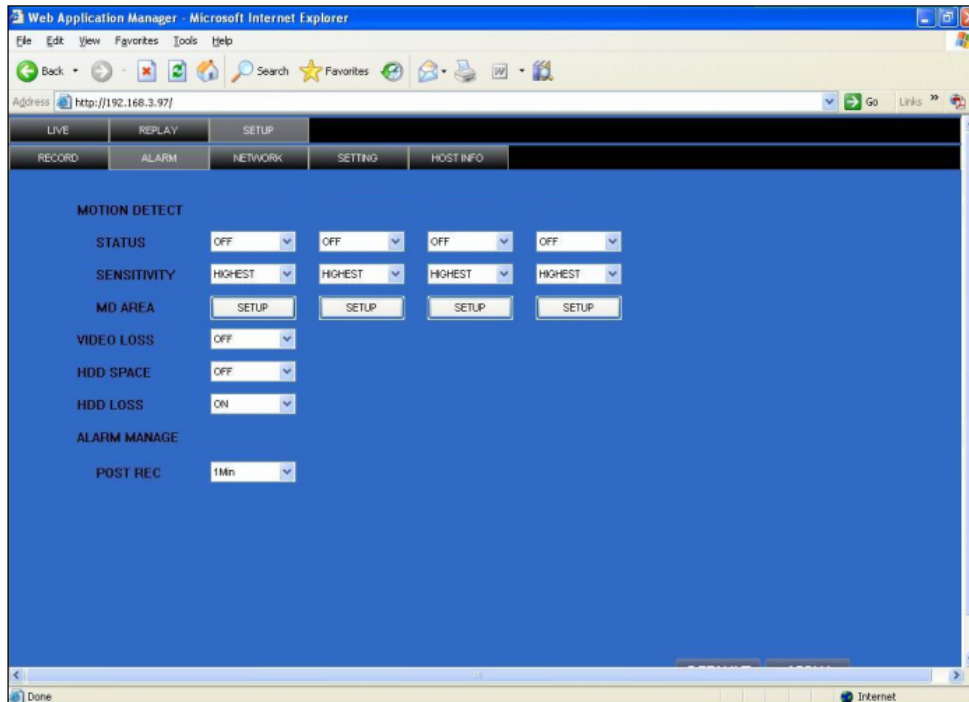 Web Application Manager - Microsoft Internet Explorer
File Edit View Favorites Tools Help
Back Search Favorites
Address http://192.168.3.97/ Go Links »
LIVE REPLAY SETUP
RECORD ALARM NETWORK SETTING HOST INFO
MOTION DETECT
STATUS OFF OFF OFF OFF
SENSITIVITY HIGHEST HIGHEST HIGHEST HIGHEST
MD AREA SETUP SETUP SETUP SETUP
VIDEO LOSS OFF
HDD SPACE OFF
HDD LOSS ON
ALARM MANAGE
POST REC 1Min
Done Internet